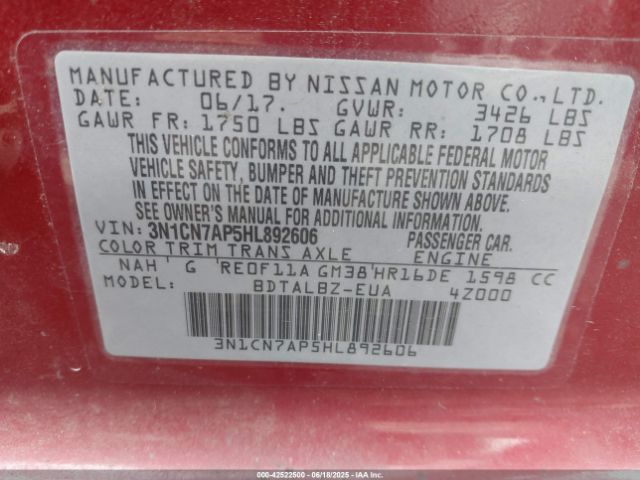 MANUFACTURED BY NISSAN MOTOR CO.,LTD.
DATE: 06/17. GVWR: 3426 LBS
GAWR FR: 1750 LBS GAWR RR: 1708 LBS
THIS VEHICLE CONFORMS TO ALL APPLICABLE FEDERAL MOTOR
VEHICLE SAFETY, BUMPER AND THEFT PREVENTION STANDARDS
IN EFFECT ON THE DATE OF MANUFACTURE SHOWN ABOVE.
SEE OWNER'S MANUAL FOR ADDITIONAL INFORMATION.
VIN: 3N1CN7AP5HL892606 PASSENGER CAR.
COLOR TRIM TRANS AXLE ENGINE
NAH G RE0F11A GM38 HR16DE 1598 CC
MODEL: BDTALBZ-EUA 4Z000
3N1CN7AP5HL892606
000-42522500 - 06/18/2025 - IAA Inc.